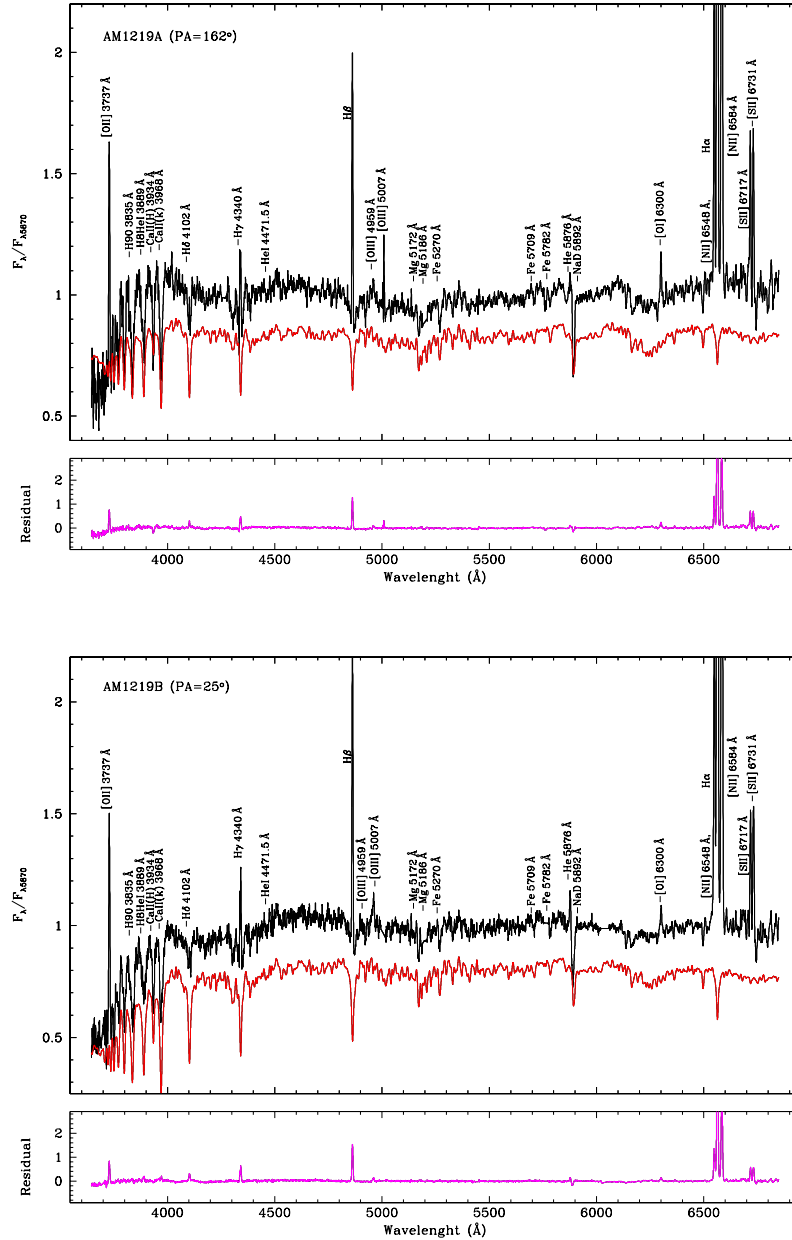 AM1219A (PA=162°)
[OII] 3737 Å
H90 3835 Å
H8HeI 3889 Å
CaII(H) 3934 Å
CaII(k) 3968 Å
Hδ 4102 Å
Hγ 4340 Å
HeI 4471.5 Å
Hβ
[OIII] 4959 Å
[OIII] 5007 Å
Mg 5172 Å
Mg 5186 Å
Fe 5270 Å
Fe 5709 Å
Fe 5782 Å
He 5876 Å
NaD 5892 Å
[OI] 6300 Å
[NII] 6548 Å,
Hα
[NII] 6584 Å
[SII] 6717 Å
[SII] 6731 Å
Fλ/Fλ5870
2
1.5
1
0.5
Residual
2
1
0
4000 4500 5000 5500 6000 6500
Wavelenght (Å)
AM1219B (PA=25°)
[OII] 3737 Å
H90 3835 Å
H8HeI 3889 Å
CaII(H) 3934 Å
CaII(k) 3968 Å
Hδ 4102 Å
Hγ 4340 Å
HeI 4471.5 Å
Hβ
[OIII] 4959 Å
[OIII] 5007 Å
Mg 5172 Å
Mg 5186 Å
Fe 5270 Å
Fe 5709 Å
Fe 5782 Å
He 5876 Å
NaD 5892 Å
[OI] 6300 Å
[NII] 6548 Å,
Hα
[NII] 6584 Å
[SII] 6717 Å
[SII] 6731 Å
Fλ/Fλ5870
2
1.5
1
0.5
Residual
2
1
0
4000 4500 5000 5500 6000 6500
Wavelenght (Å)